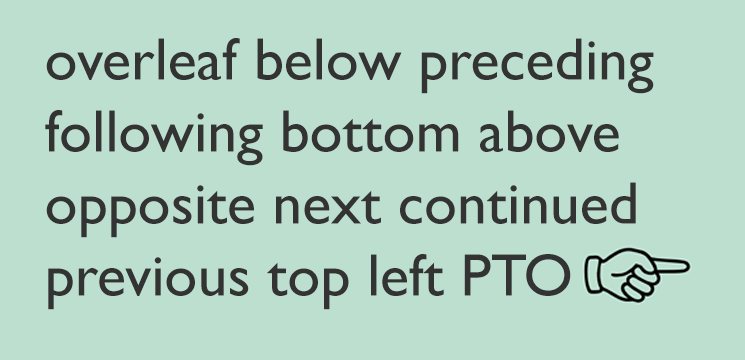 overleaf below preceding
following bottom above
opposite next continued
previous top left PTO